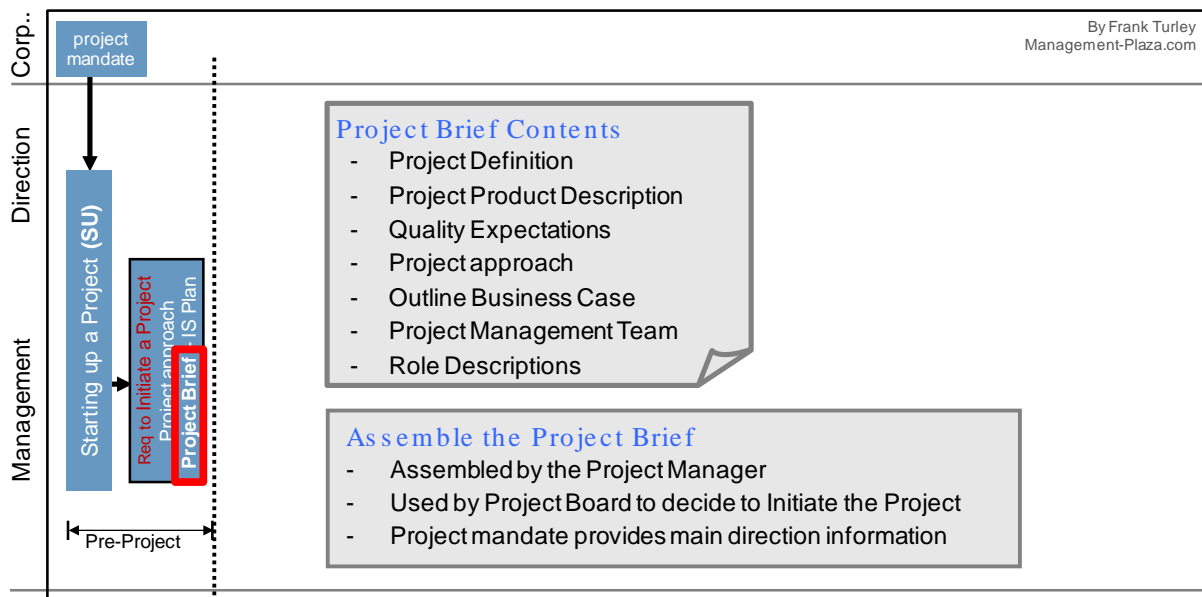 Corp..
project
mandate
By Frank Turley
Management-Plaza.com
Direction
Management
Starting up a Project (SU)
Req to Initiate a Project
Project approach
Project Brief - IS Plan
Pre-Project
Project Brief Contents
- Project Definition
- Project Product Description
- Quality Expectations
- Project approach
- Outline Business Case
- Project Management Team
- Role Descriptions
Assemble the Project Brief
- Assembled by the Project Manager
- Used by Project Board to decide to Initiate the Project
- Project mandate provides main direction information